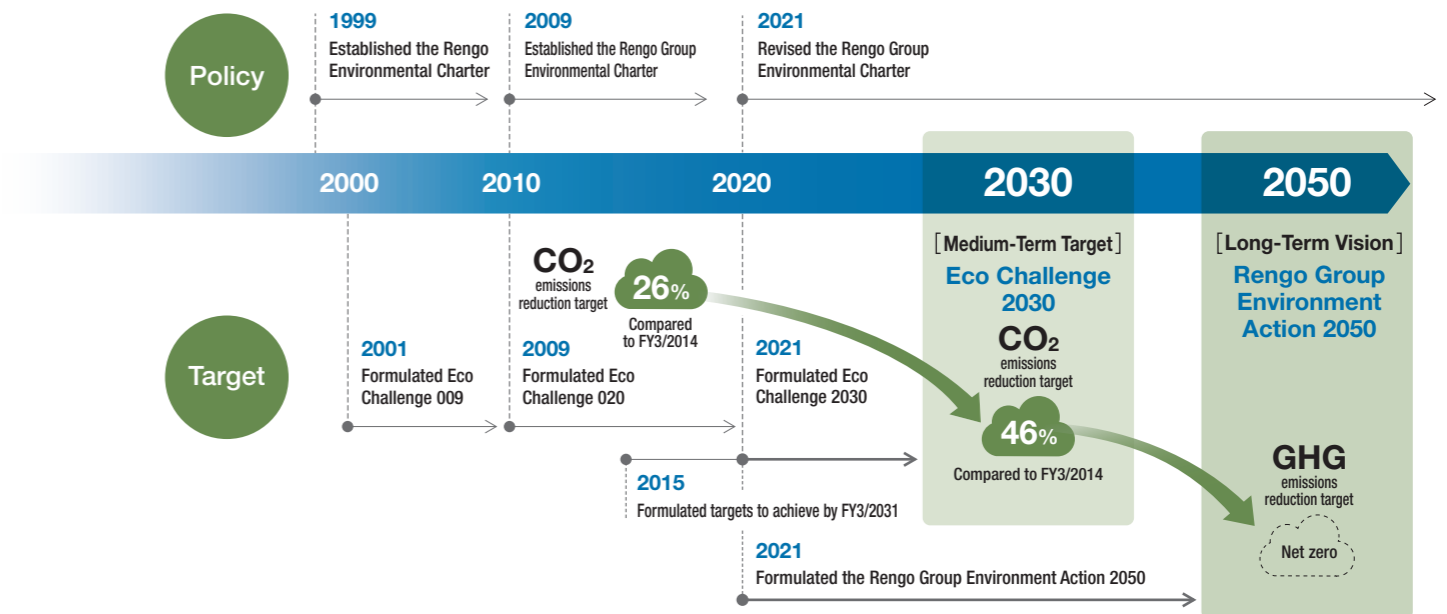 Policy
1999
Established the Rengo
Environmental Charter
2009
Established the Rengo Group
Environmental Charter
2021
Revised the Rengo Group
Environmental Charter
2000
2010
2020
2030
2050
Target
CO₂
emissions
reduction target
26%
Compared
to FY3/2014
[Medium-Term Target]
Eco Challenge
2030
CO₂
emissions
reduction target
46%
Compared to FY3/2014
[Long-Term Vision]
Rengo Group
Environment
Action 2050
GHG
emissions
reduction target
Net zero
2001
Formulated Eco
Challenge 009
2009
Formulated Eco
Challenge 020
2021
Formulated Eco
Challenge 2030
2015
Formulated targets to achieve by FY3/2031
2021
Formulated the Rengo Group Environment Action 2050